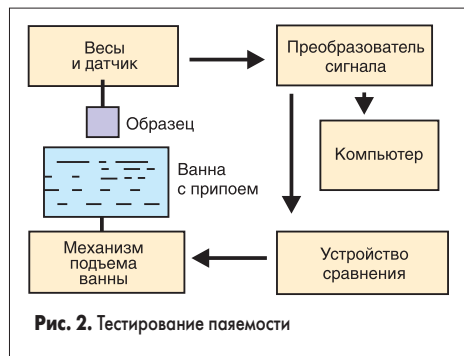 Весы
и датчик
Преобразователь
сигнала
Образец
Компьютер
Ванна
с припоем
Механизм
подъема
ванны
Устройство
сравнения
Рис. 2. Тестирование паяемости